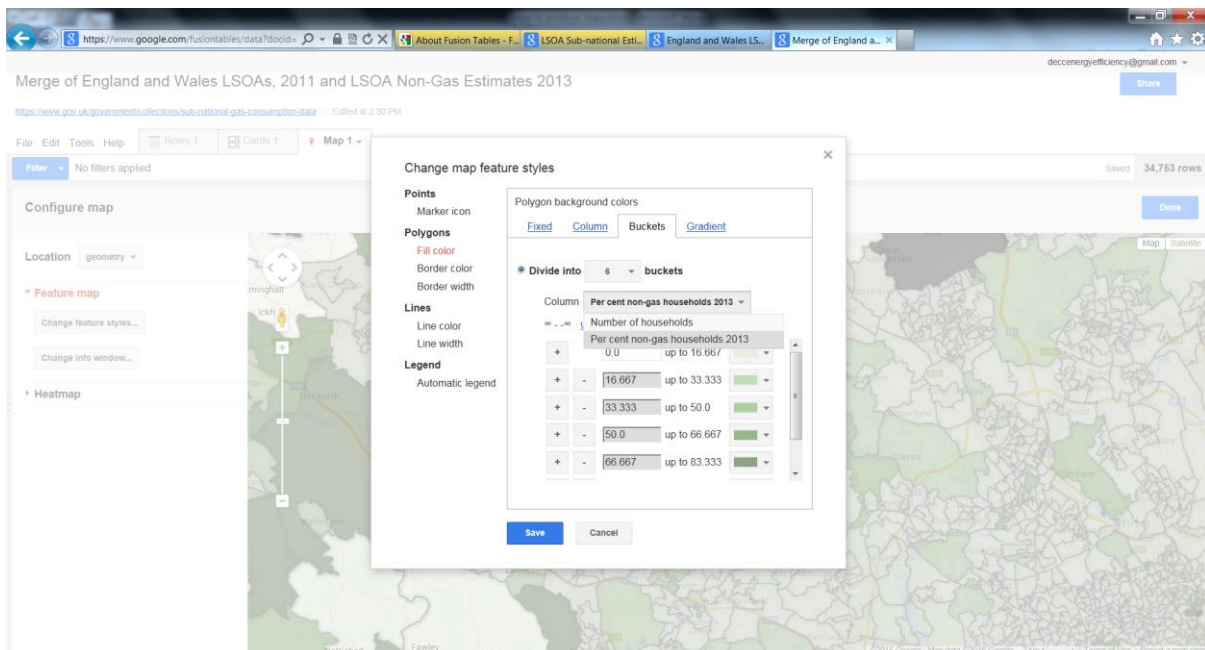 https://www.google.com/fusiontables/data?docid=
About Fusion Tables - F...
LSOA Sub-national Esti...
England and Wales LS...
Merge of England a...
deccenergyefficiency@gmail.com
Merge of England and Wales LSOAs, 2011 and LSOA Non-Gas Estimates 2013
Share
https://www.gov.uk/government/collections/sub-national-gas-consumption-data - Edited at 2:30 PM
File Edit Tools Help Rows 1 Cards 1 Map 1
Filter No filters applied
Saved 34,753 rows
Configure map
Done
Location geometry
Feature map
Change feature styles...
Change info window...
Heatmap
Map Satellite
Change map feature styles
Points
Marker icon
Polygons
Fill color
Border color
Border width
Lines
Line color
Line width
Legend
Automatic legend
Polygon background colors
Fixed Column Buckets Gradient
Divide into 6 buckets
Column Per cent non-gas households 2013
Number of households
Per cent non-gas households 2013
+ 0.0 up to 16.667
+ - 16.667 up to 33.333
+ - 33.333 up to 50.0
+ - 50.0 up to 66.667
+ - 66.667 up to 83.333
Save Cancel
Fawley